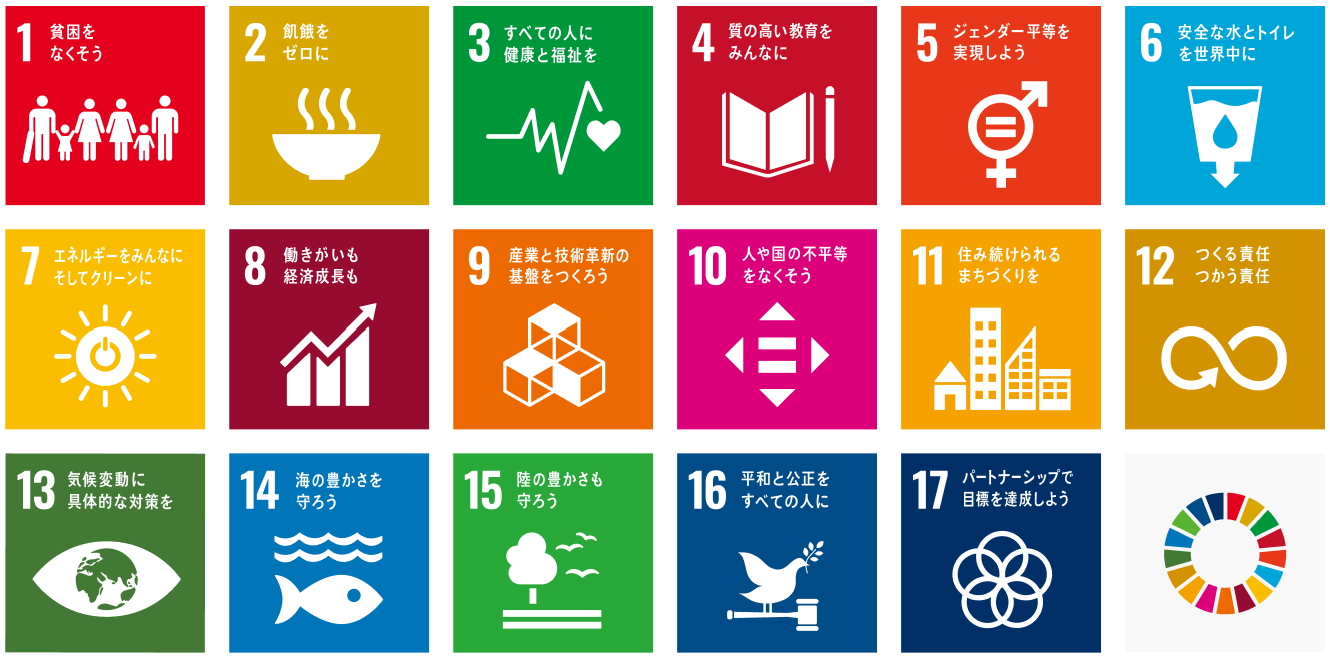 1 貧困を
なくそう
2 飢餓を
ゼロに
3 すべての人に
健康と福祉を
4 質の高い教育を
みんなに
5 ジェンダー平等を
実現しよう
6 安全な水とトイレ
を世界中に
7 エネルギーをみんなに
そしてクリーンに
8 働きがいも
経済成長も
9 産業と技術革新の
基盤をつくろう
10 人や国の不平等
をなくそう
11 住み続けられる
まちづくりを
12 つくる責任
つかう責任
13 気候変動に
具体的な対策を
14 海の豊かさを
守ろう
15 陸の豊かさも
守ろう
16 平和と公正を
すべての人に
17 パートナーシップで
目標を達成しよう